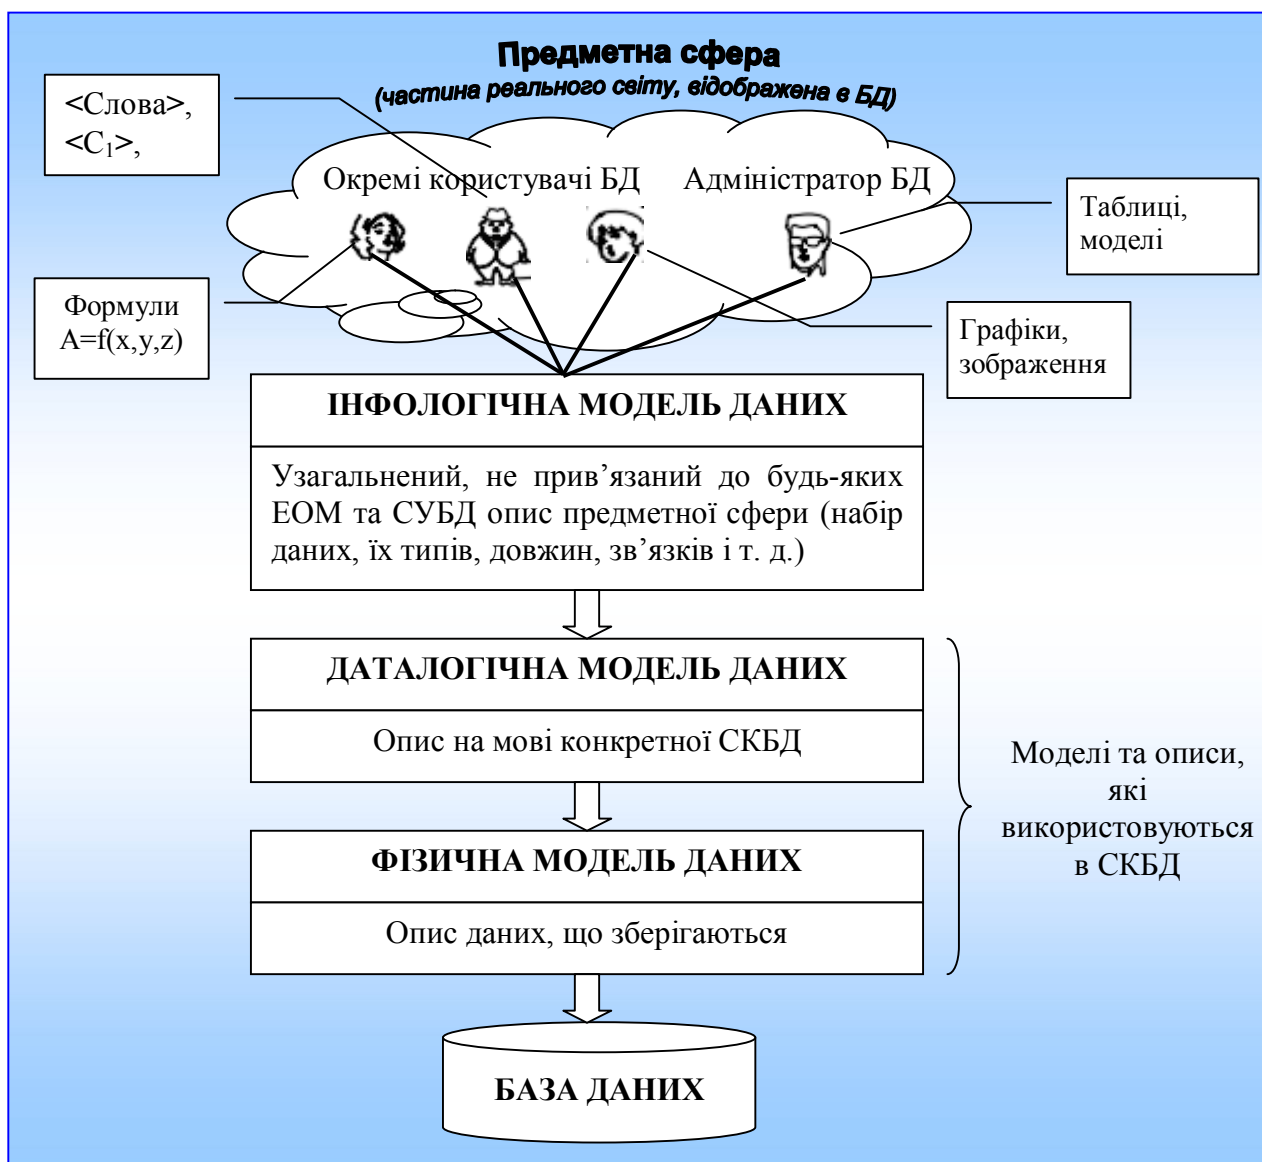 Предметна сфера
(частина реального світу, відображена в БД)
<Слова>,
<С₁>,
Окремі користувачі БД
Адміністратор БД
Таблиці,
моделі
Формули
A=f(x,y,z)
Графіки,
зображення
ІНФОЛОГІЧНА МОДЕЛЬ ДАНИХ
Узагальнений, не прив’язаний до будь-яких
ЕОМ та СУБД опис предметної сфери (набір
даних, їх типів, довжин, зв’язків і т. д.)
ДАТАЛОГІЧНА МОДЕЛЬ ДАНИХ
Опис на мові конкретної СКБД
ФІЗИЧНА МОДЕЛЬ ДАНИХ
Опис даних, що зберігаються
Моделі та описи,
які
використовуються
в СКБД
БАЗА ДАНИХ